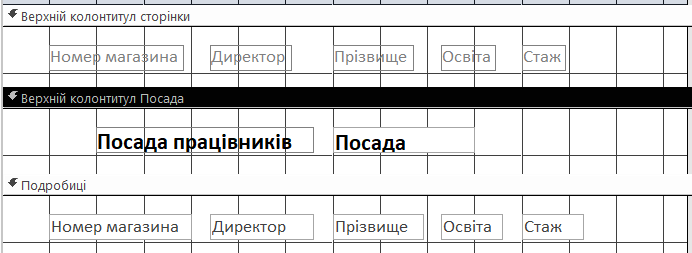 Верхній колонтитул сторінки
Номер магазина Директор Прізвище Освіта Стаж
Верхній колонтитул Посада
Посада працівників Посада
Подробиці
Номер магазина Директор Прізвище Освіта Стаж